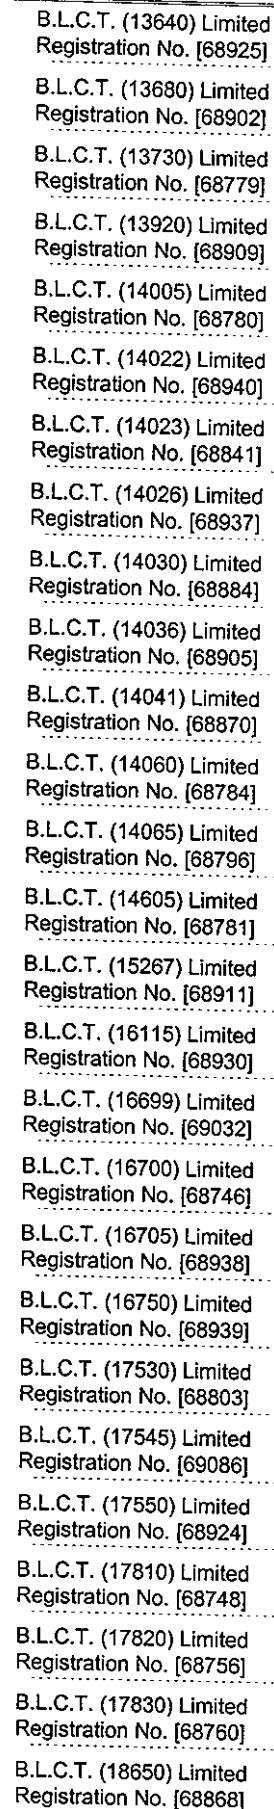 B.L.C.T. (13640) Limited
Registration No. [68925]
B.L.C.T. (13680) Limited
Registration No. [68902]
B.L.C.T. (13730) Limited
Registration No. [68779]
B.L.C.T. (13920) Limited
Registration No. [68909]
B.L.C.T. (14005) Limited
Registration No. [68780]
B.L.C.T. (14022) Limited
Registration No. [68940]
B.L.C.T. (14023) Limited
Registration No. [68841]
B.L.C.T. (14026) Limited
Registration No. [68937]
B.L.C.T. (14030) Limited
Registration No. [68884]
B.L.C.T. (14036) Limited
Registration No. [68905]
B.L.C.T. (14041) Limited
Registration No. [68870]
B.L.C.T. (14060) Limited
Registration No. [68784]
B.L.C.T. (14065) Limited
Registration No. [68796]
B.L.C.T. (14605) Limited
Registration No. [68781]
B.L.C.T. (15267) Limited
Registration No. [68911]
B.L.C.T. (16115) Limited
Registration No. [68930]
B.L.C.T. (16699) Limited
Registration No. [69032]
B.L.C.T. (16700) Limited
Registration No. [68746]
B.L.C.T. (16705) Limited
Registration No. [68938]
B.L.C.T. (16750) Limited
Registration No. [68939]
B.L.C.T. (17530) Limited
Registration No. [68803]
B.L.C.T. (17545) Limited
Registration No. [69086]
B.L.C.T. (17550) Limited
Registration No. [68924]
B.L.C.T. (17810) Limited
Registration No. [68748]
B.L.C.T. (17820) Limited
Registration No. [68756]
B.L.C.T. (17830) Limited
Registration No. [68760]
B.L.C.T. (18650) Limited
Registration No. [68868]